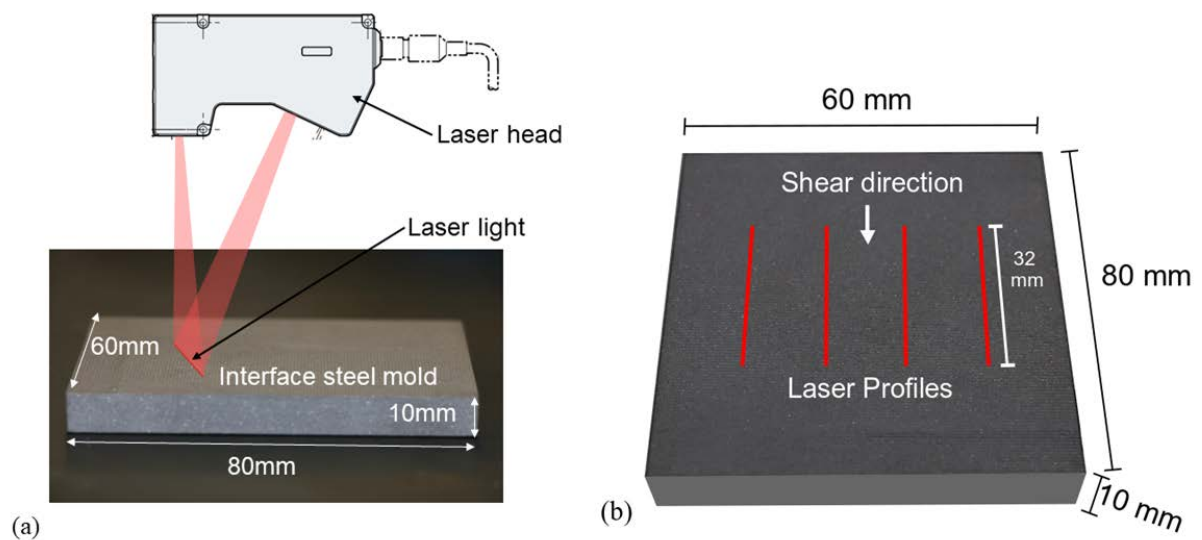 Laser head
Laser light
60mm
Interface steel mold
10mm
80mm
(a)
60 mm
Shear direction
32
mm
80 mm
Laser Profiles
10 mm
(b)